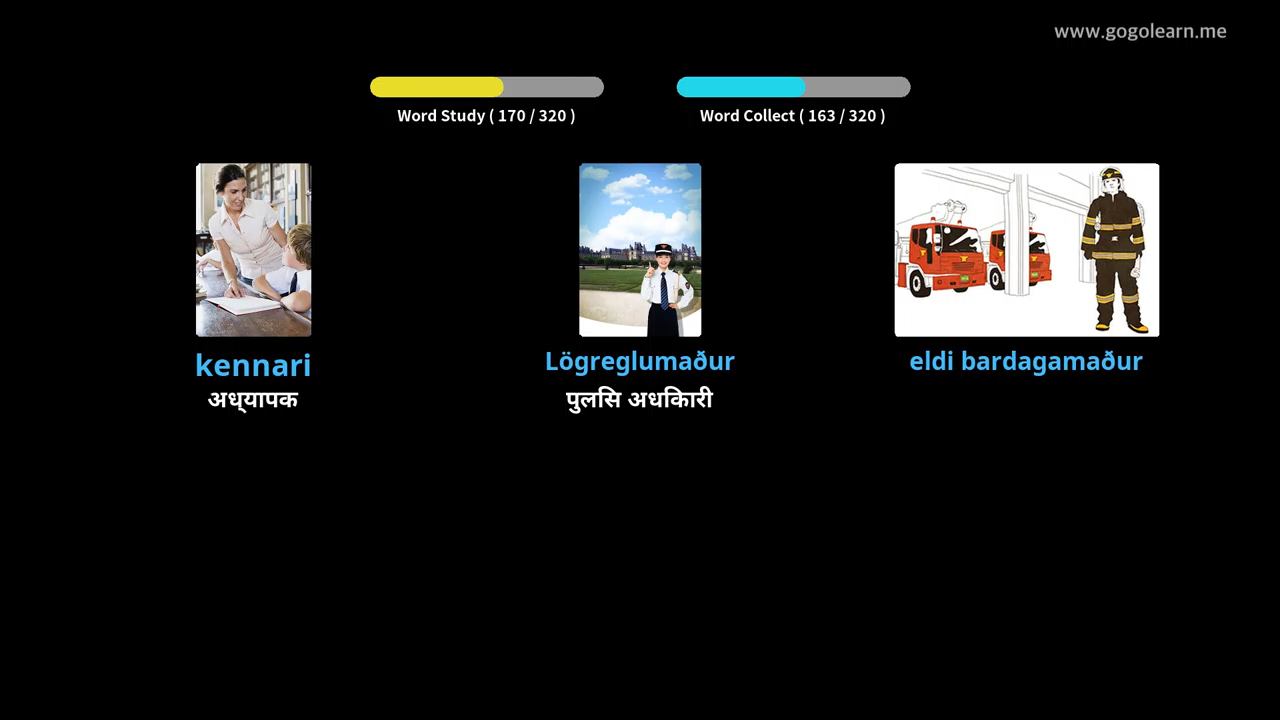 www.gogolearn.me
Word Study ( 170 / 320 )
Word Collect ( 163 / 320 )
kennari
Lögreglumaður
eldi bardagamaður
अध्यापक
पुलसि अधकिारी